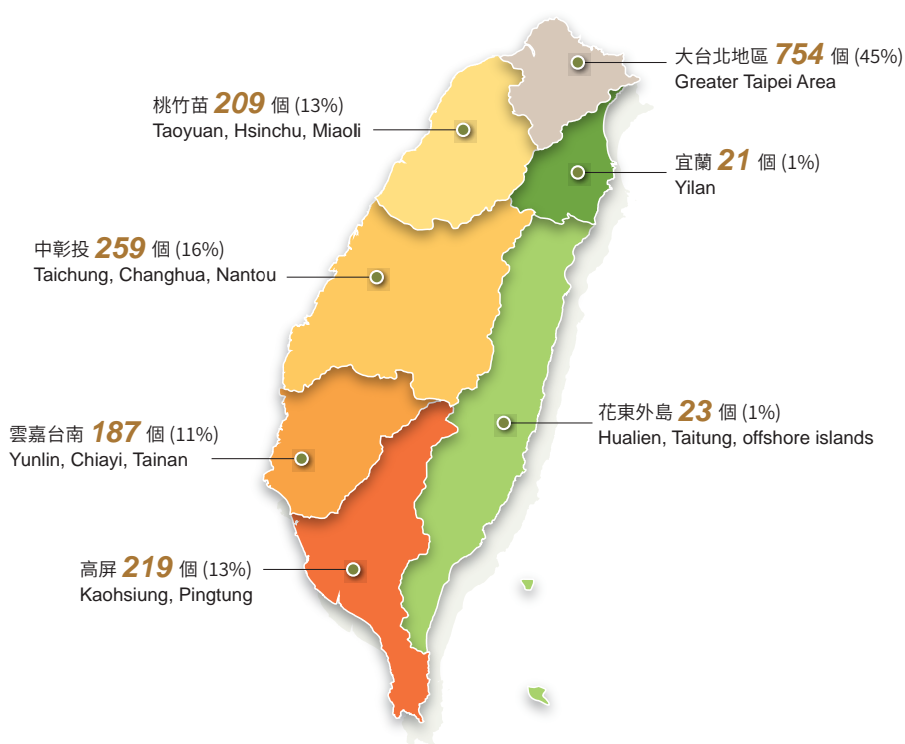 大台北地區 754 個 (45%)
Greater Taipei Area
桃竹苗 209 個 (13%)
Taoyuan, Hsinchu, Miaoli
宜蘭 21 個 (1%)
Yilan
中彰投 259 個 (16%)
Taichung, Changhua, Nantou
花東外島 23 個 (1%)
Hualien, Taitung, offshore islands
雲嘉台南 187 個 (11%)
Yunlin, Chiayi, Tainan
高屏 219 個 (13%)
Kaohsiung, Pingtung